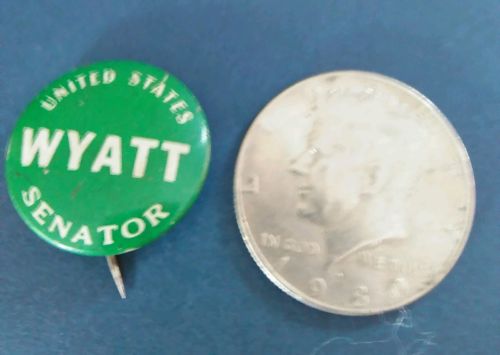 UNITED STATES
WYATT
SENATOR
IN GOD
WE TRUST